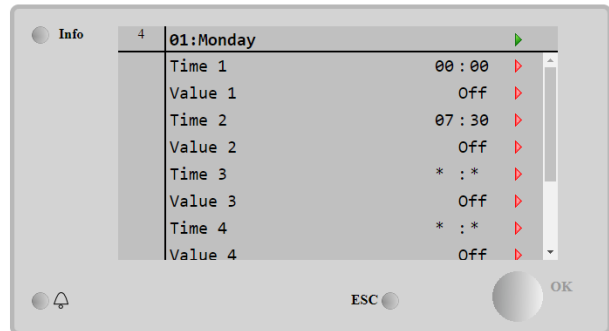 Info
4 01:Monday
Time 1 00:00
Value 1 Off
Time 2 07:30
Value 2 Off
Time 3 * :*
Value 3 Off
Time 4 * :*
Value 4 Off
ESC
OK